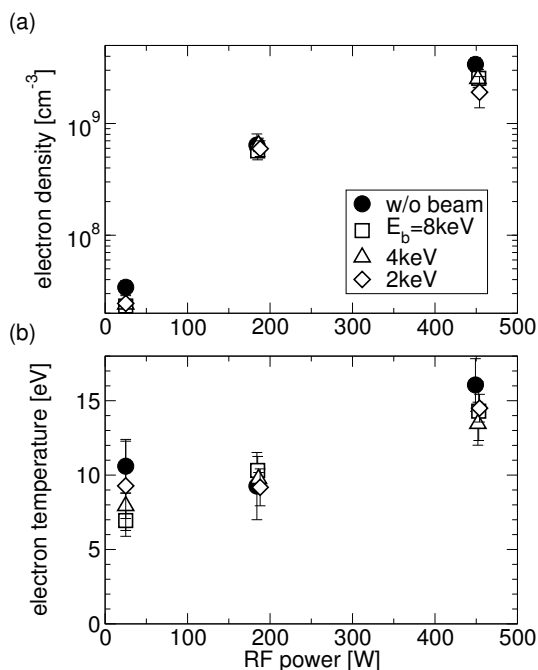 (a)
electron density [cm⁻³]
10⁹
10⁸
w/o beam
E_b=8keV
4keV
2keV
0 100 200 300 400 500
(b)
electron temperature [eV]
15
10
5
0
0 100 200 300 400 500
RF power [W]